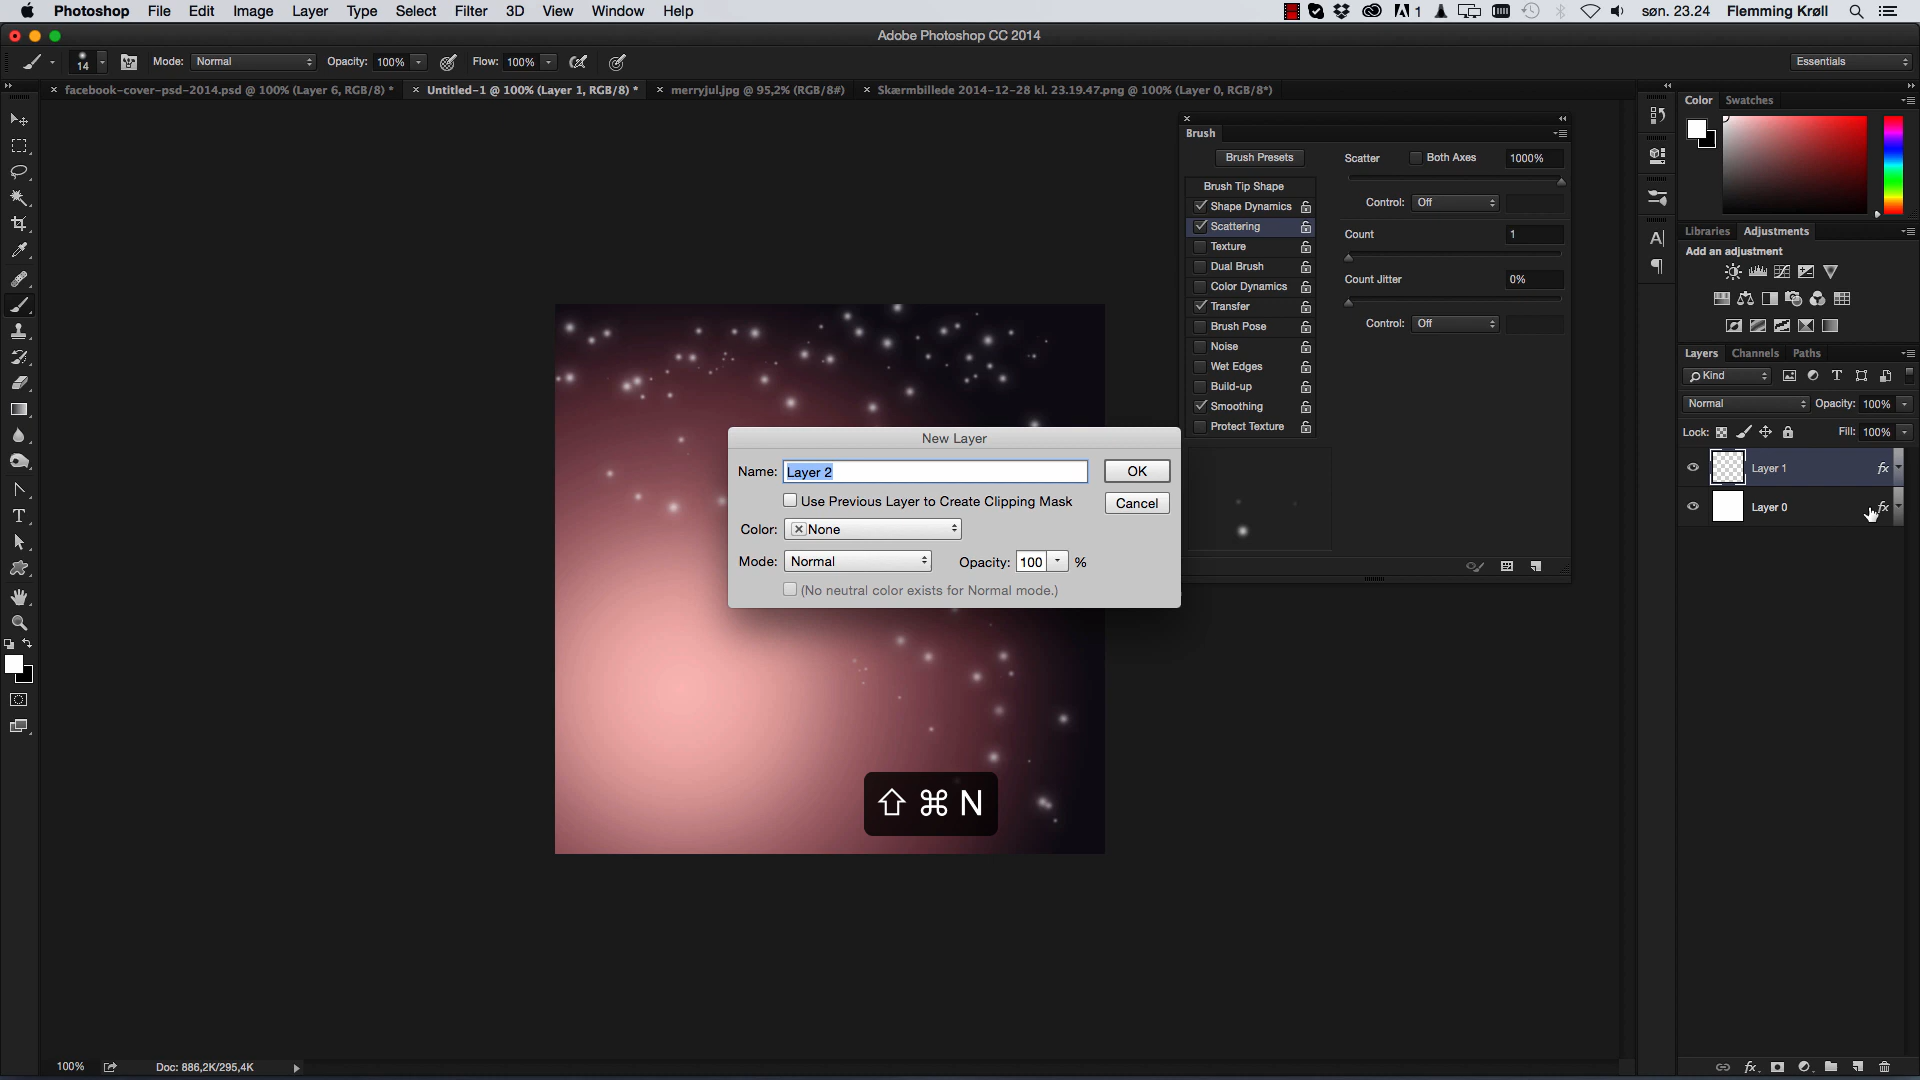 Photoshop File Edit Image Layer Type Select Filter 3D View Window Help 1 søn. 23.24 Flemming Krøll
Adobe Photoshop CC 2014
14 Mode: Normal Opacity: 100% Flow: 100% Essentials
facebook-cover-psd-2014.psd @ 100% (Layer 6, RGB/8) * Untitled-1 @ 100% (Layer 1, RGB/8) * merryjul.jpg @ 95,2% (RGB/8#) Skærmbillede 2014-12-28 kl. 23.19.47.png @ 100% (Layer 0, RGB/8*)
Brush
Brush Presets
Brush Tip Shape
Shape Dynamics
Scattering
Texture
Dual Brush
Color Dynamics
Transfer
Brush Pose
Noise
Wet Edges
Build-up
Smoothing
Protect Texture
Scatter Both Axes 1000%
Control: Off
Count 1
Count Jitter 0%
Control: Off
Color Swatches
Libraries Adjustments
Add an adjustment
Layers Channels Paths
Kind
Normal Opacity: 100%
Lock: Fill: 100%
Layer 1 fx
Layer 0 fx
New Layer
Name: Layer 2 OK
Use Previous Layer to Create Clipping Mask Cancel
Color: None
Mode: Normal Opacity: 100 %
(No neutral color exists for Normal mode.)
⇧ ⌘ N
100% Doc: 886,2K/295,4K